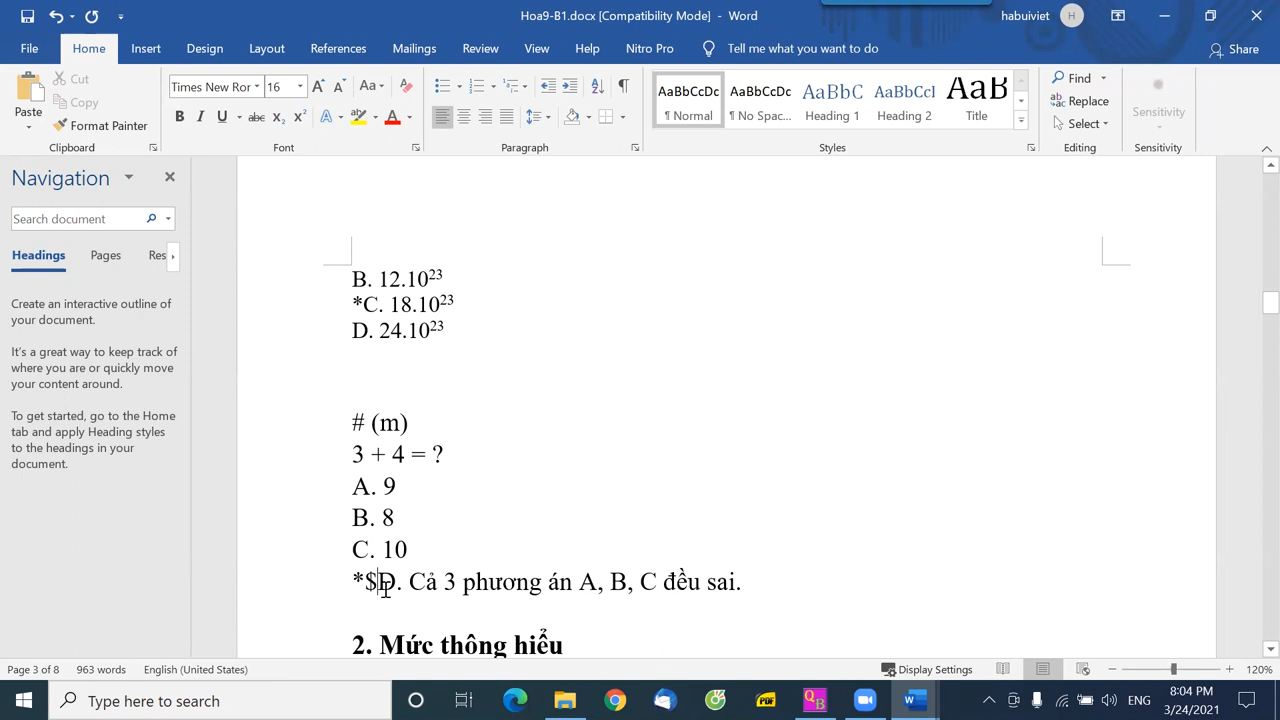 Hoa9-B1.docx [Compatibility Mode] - Word
habuiviet
H
File Home Insert Design Layout References Mailings Review View Help Nitro Pro Tell me what you want to do Share
Paste
Cut
Copy
Format Painter
Clipboard
Times New Ror 16
Font
Paragraph
AaBbCcDc
¶ Normal
AaBbCcDc
¶ No Spac...
AaBbC
Heading 1
AaBbCcI
Heading 2
AaB
Title
Styles
Find
Replace
Select
Editing
Sensitivity
Sensitivity
Navigation
Search document
Headings Pages Res
Create an interactive outline of
your document.
It's a great way to keep track of
where you are or quickly move
your content around.
To get started, go to the Home
tab and apply Heading styles
to the headings in your
document.
B. 12.10²³
*C. 18.10²³
D. 24.10²³
# (m)
3 + 4 = ?
A. 9
B. 8
C. 10
*$D. Cả 3 phương án A, B, C đều sai.
2. Mức thông hiểu
Page 3 of 8 963 words English (United States) Display Settings 120%
Type here to search
ENG
8:04 PM
3/24/2021